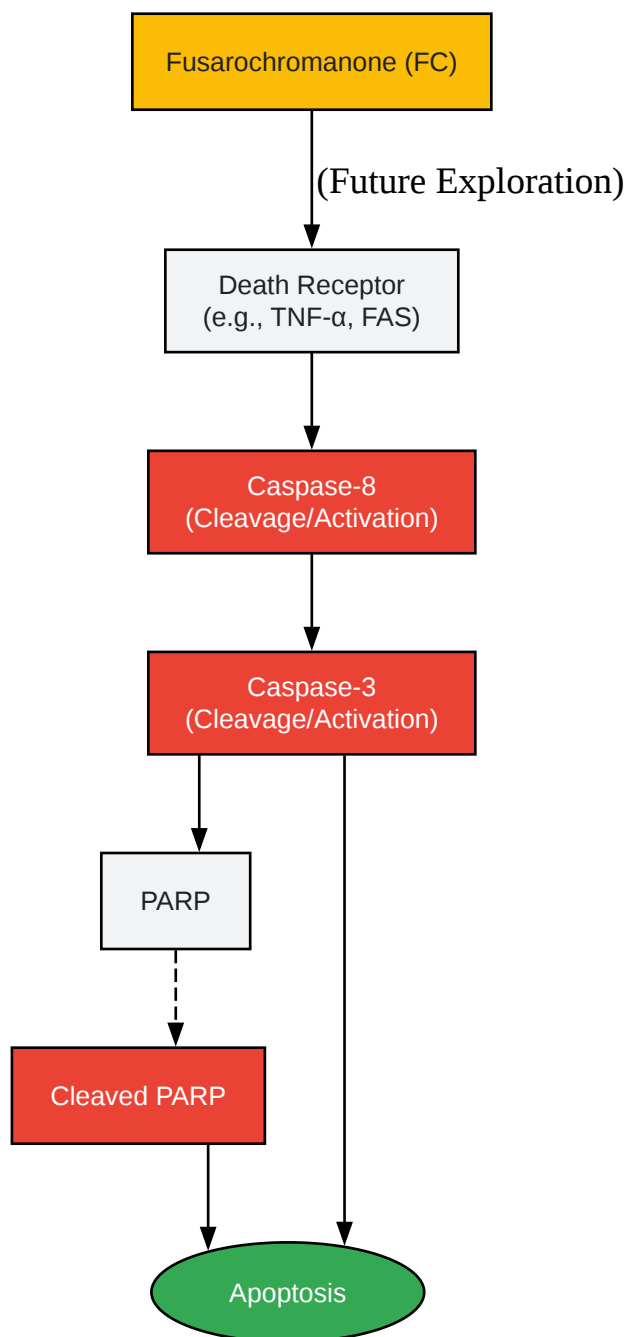 Fusarochromanone (FC)
(Future Exploration)
Death Receptor
(e.g., TNF-α, FAS)
Caspase-8
(Cleavage/Activation)
Caspase-3
(Cleavage/Activation)
PARP
Cleaved PARP
Apoptosis